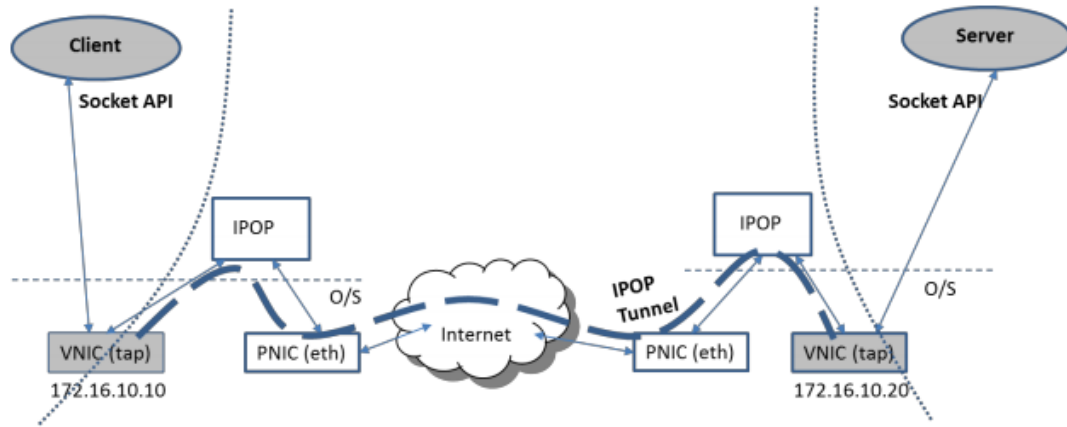 Client
Server
Socket API
Socket API
IPOP
IPOP
O/S
IPOP
Tunnel
O/S
Internet
VNIC (tap)
PNIC (eth)
PNIC (eth)
VNIC (tap)
172.16.10.10
172.16.10.20